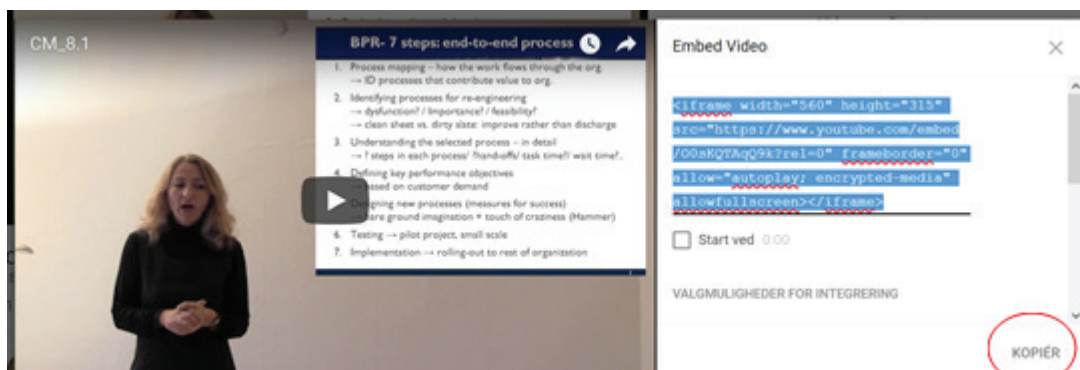 CM_8.1
BPR- 7 steps: end-to-end process
1. Process mapping – how the work flows through the org.
→ ID processes that contribute value to org.
2. Identifying processes for re-engineering
→ dysfunction? / Importance? / feasibility?
→ clean sheet vs. dirty slate: improve rather than discharge
3. Understanding the selected process – in detail
→ ? steps in each process/ ?hand-offs/ task time?/ wait time?..
4. Defining key performance objectives
→ based on customer demand
Designing new processes (measures for success)
bare ground imagination + touch of craziness (Hammer)
6. Testing → pilot project, small scale
7. Implementation → rolling-out to rest of organization
Embed Video
<iframe width="560" height="315"
src="https://www.youtube.com/embed
/O0sKQTAqQ9k?rel=0" frameborder="0"
allow="autoplay; encrypted-media"
allowfullscreen></iframe>
Start ved 0:00
VALGMULIGHEDER FOR INTEGRERING
KOPIÉR